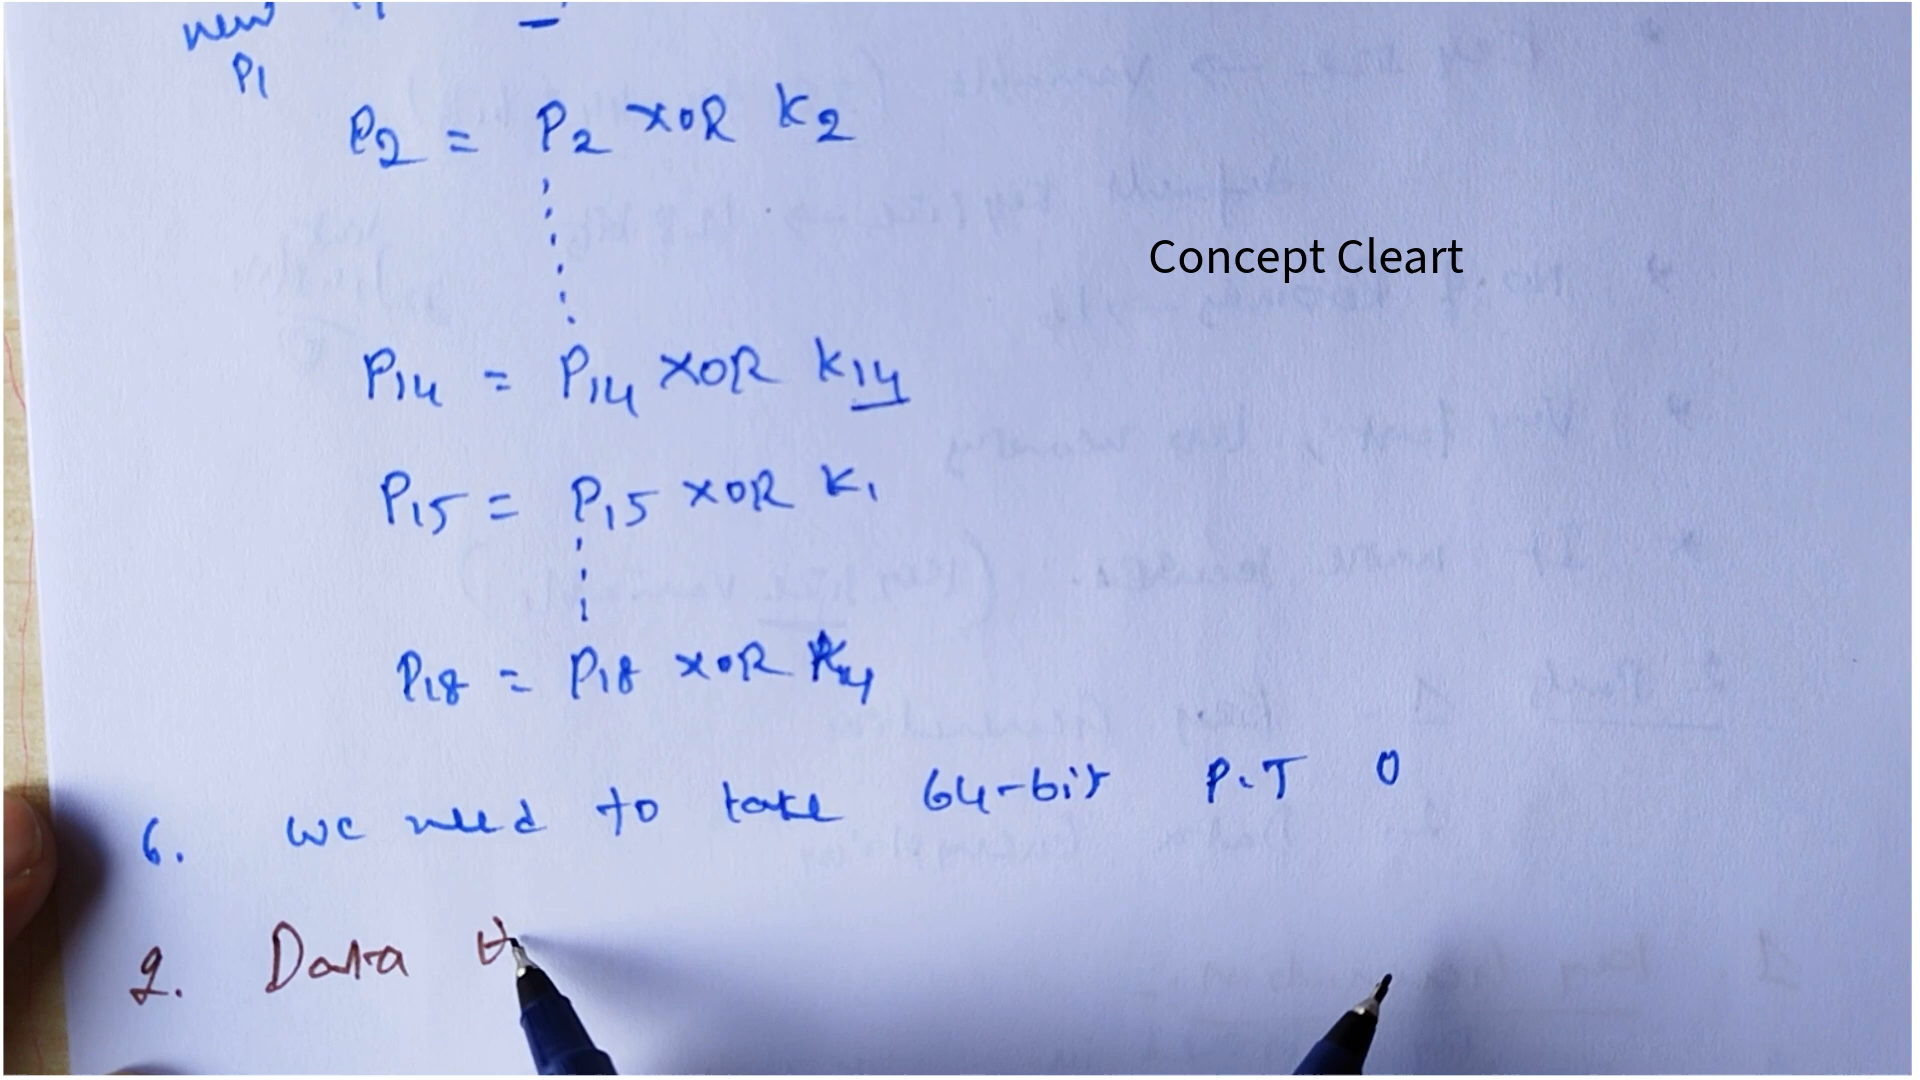 new
P1
P2 = P2 XOR K2
Concept Cleart
P14 = P14 XOR K14
P15 = P15 XOR K1
P18 = P18 XOR K4
6. we need to take 64-bit P.T 0
2. Data